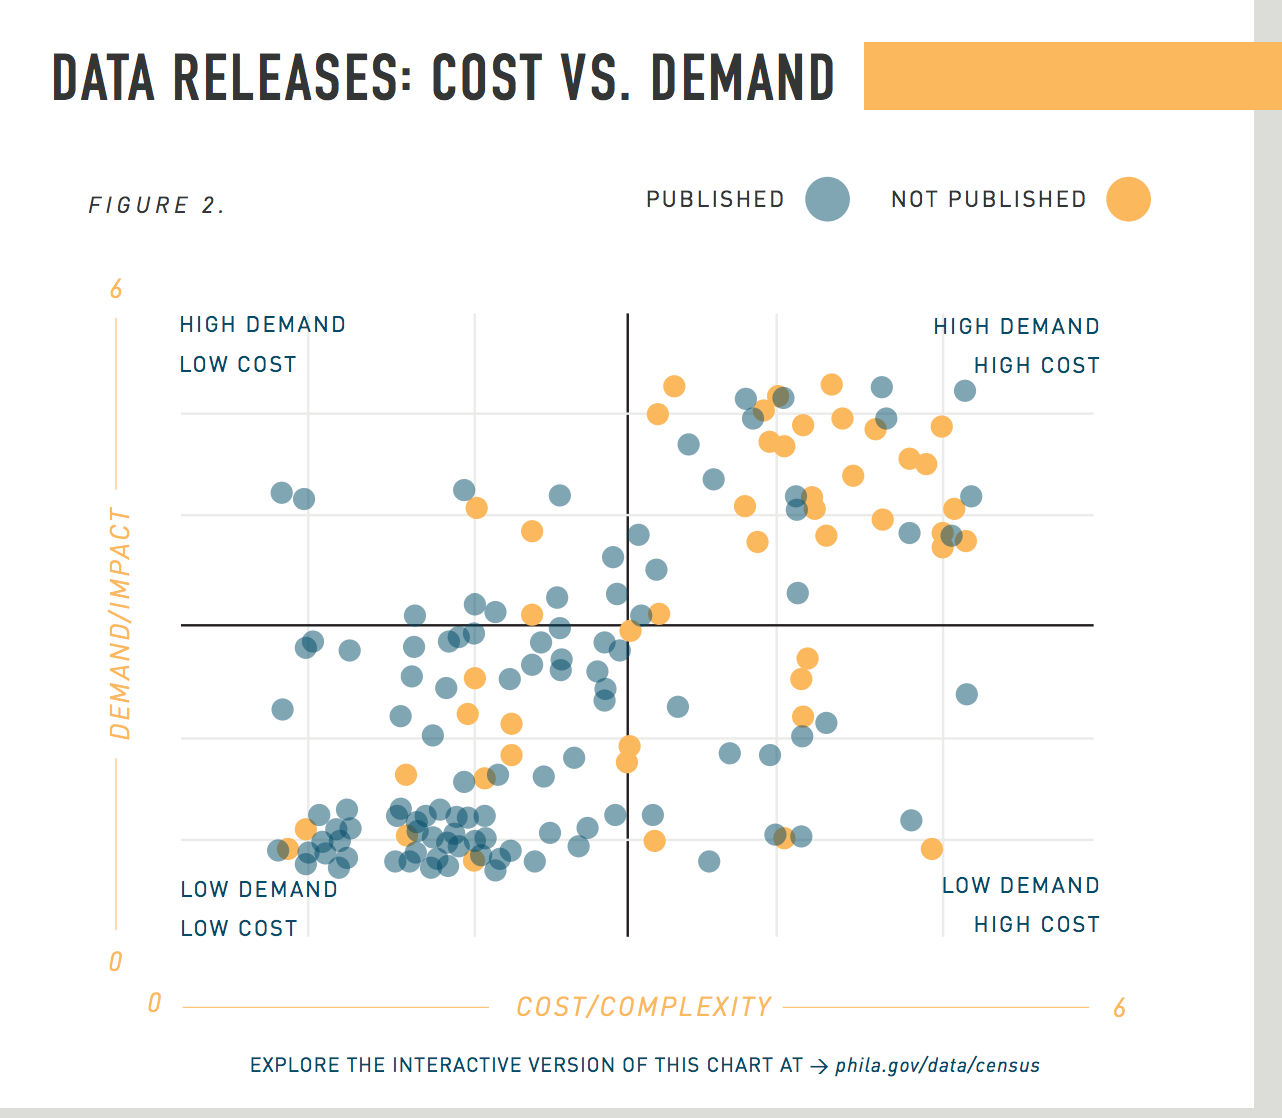 DATA RELEASES: COST VS. DEMAND
FIGURE 2.
PUBLISHED
NOT PUBLISHED
6
HIGH DEMAND
LOW COST
HIGH DEMAND
HIGH COST
DEMAND/IMPACT
LOW DEMAND
LOW COST
LOW DEMAND
HIGH COST
0
0
COST/COMPLEXITY
6
EXPLORE THE INTERACTIVE VERSION OF THIS CHART AT → phila.gov/data/census